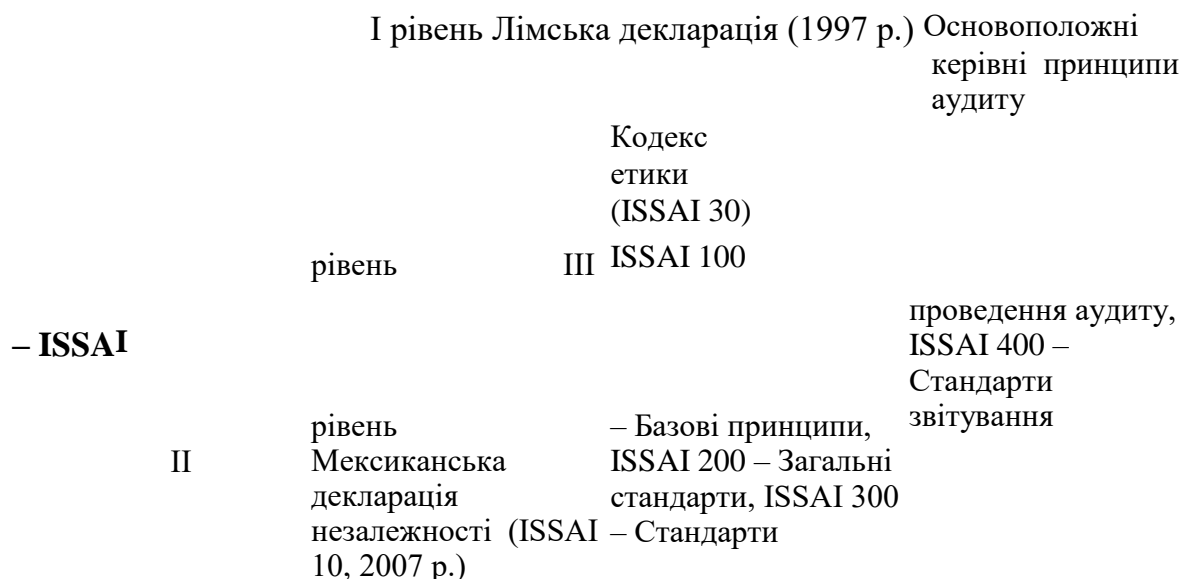 І рівень Лімська декларація (1997 р.) Основоположні
керівні принципи
аудиту
Кодекс
етики
(ISSAI 30)
рівень ІІІ ISSAI 100
– ISSAI
проведення аудиту,
ISSAI 400 –
Стандарти
звітування
ІІ
рівень
Мексиканська
декларація
незалежності (ISSAI
10, 2007 р.)
– Базові принципи,
ISSAI 200 – Загальні
стандарти, ISSAI 300
– Стандарти